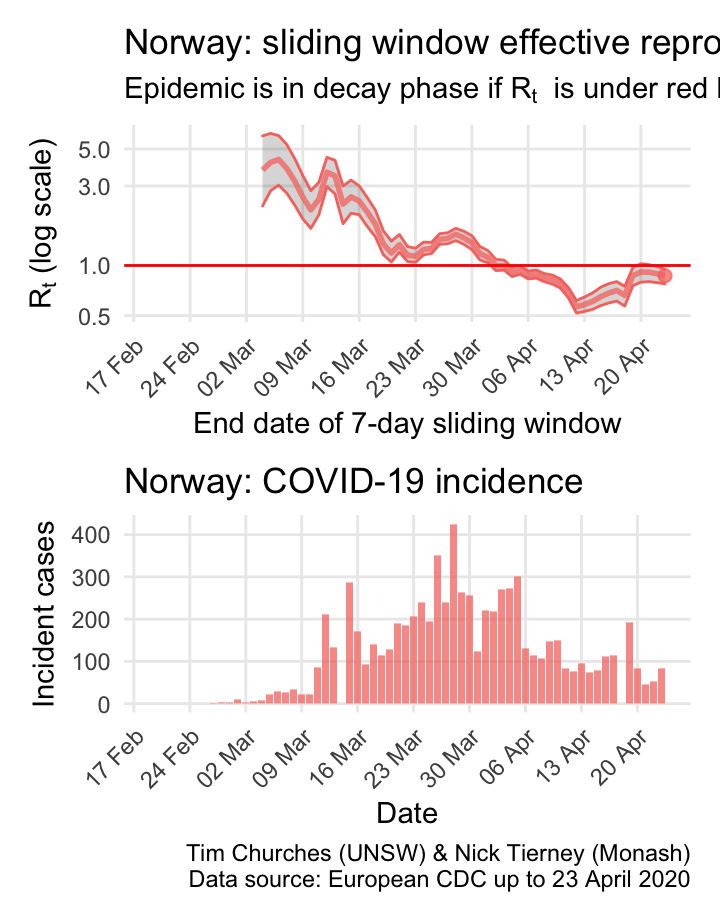 Norway: sliding window effective repro
Epidemic is in decay phase if Rt is under red
Rt (log scale)
5.0
3.0
1.0
0.5
17 Feb
24 Feb
02 Mar
09 Mar
16 Mar
23 Mar
30 Mar
06 Apr
13 Apr
20 Apr
End date of 7-day sliding window
Norway: COVID-19 incidence
Incident cases
400
300
200
100
0
17 Feb
24 Feb
02 Mar
09 Mar
16 Mar
23 Mar
30 Mar
06 Apr
13 Apr
20 Apr
Date
Tim Churches (UNSW) & Nick Tierney (Monash)
Data source: European CDC up to 23 April 2020